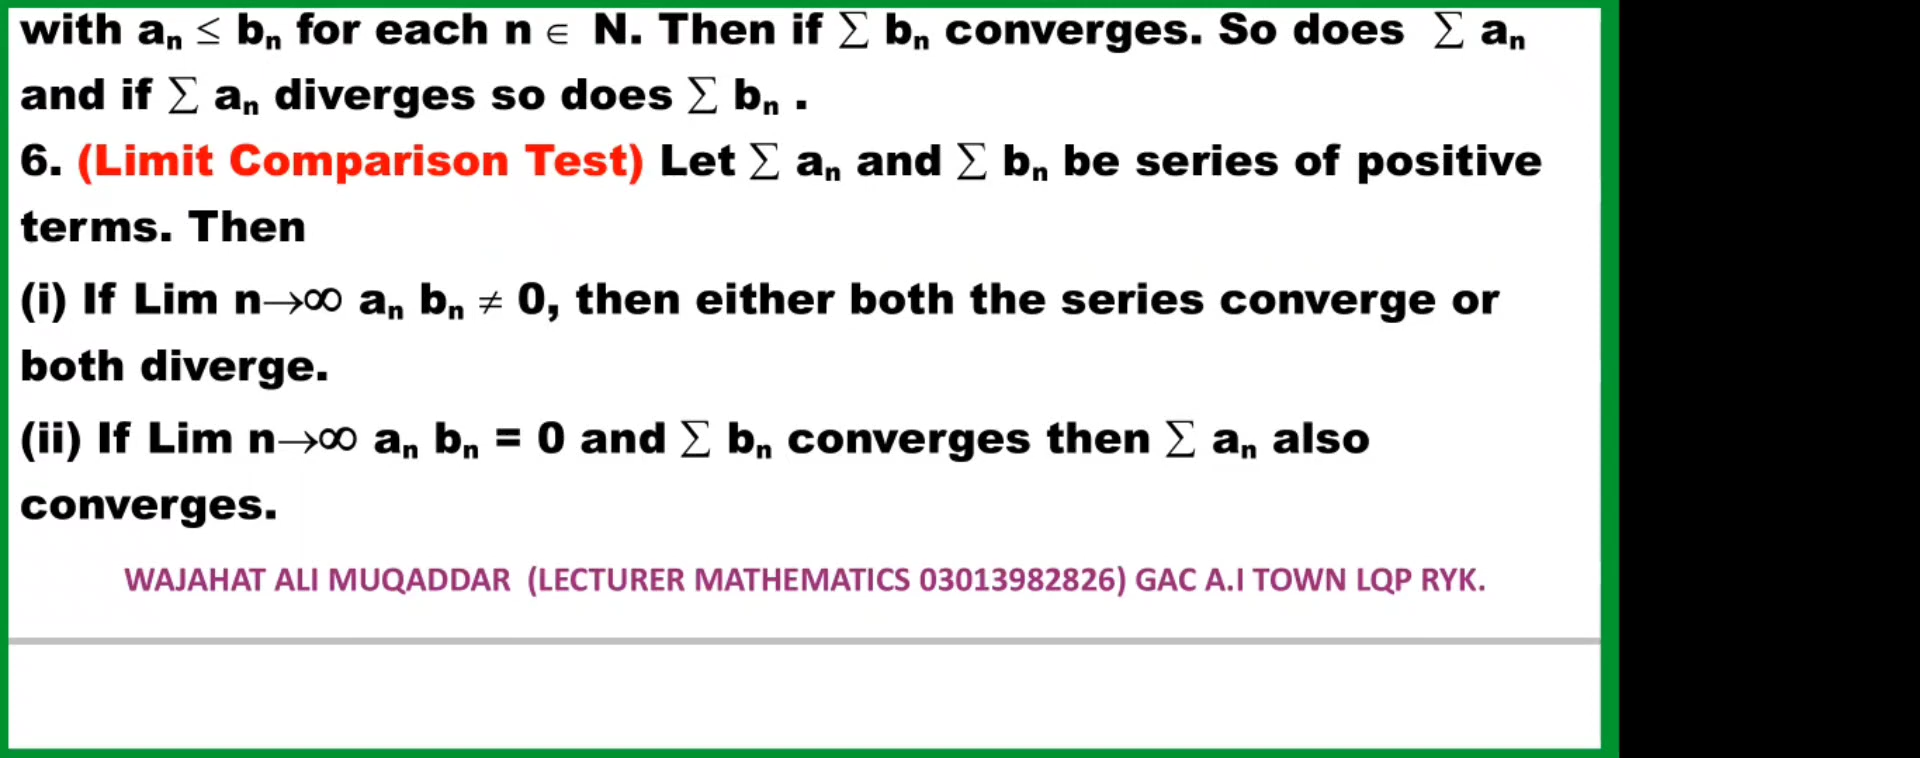 with aₙ ≤ bₙ for each n ∈ N. Then if ∑ bₙ converges. So does ∑ aₙ
and if ∑ aₙ diverges so does ∑ bₙ .
6. (Limit Comparison Test) Let ∑ aₙ and ∑ bₙ be series of positive
terms. Then
(i) If Lim n→∞ aₙ bₙ ≠ 0, then either both the series converge or
both diverge.
(ii) If Lim n→∞ aₙ bₙ = 0 and ∑ bₙ converges then ∑ aₙ also
converges.
WAJAHAT ALI MUQADDAR (LECTURER MATHEMATICS 03013982826) GAC A.I TOWN LQP RYK.